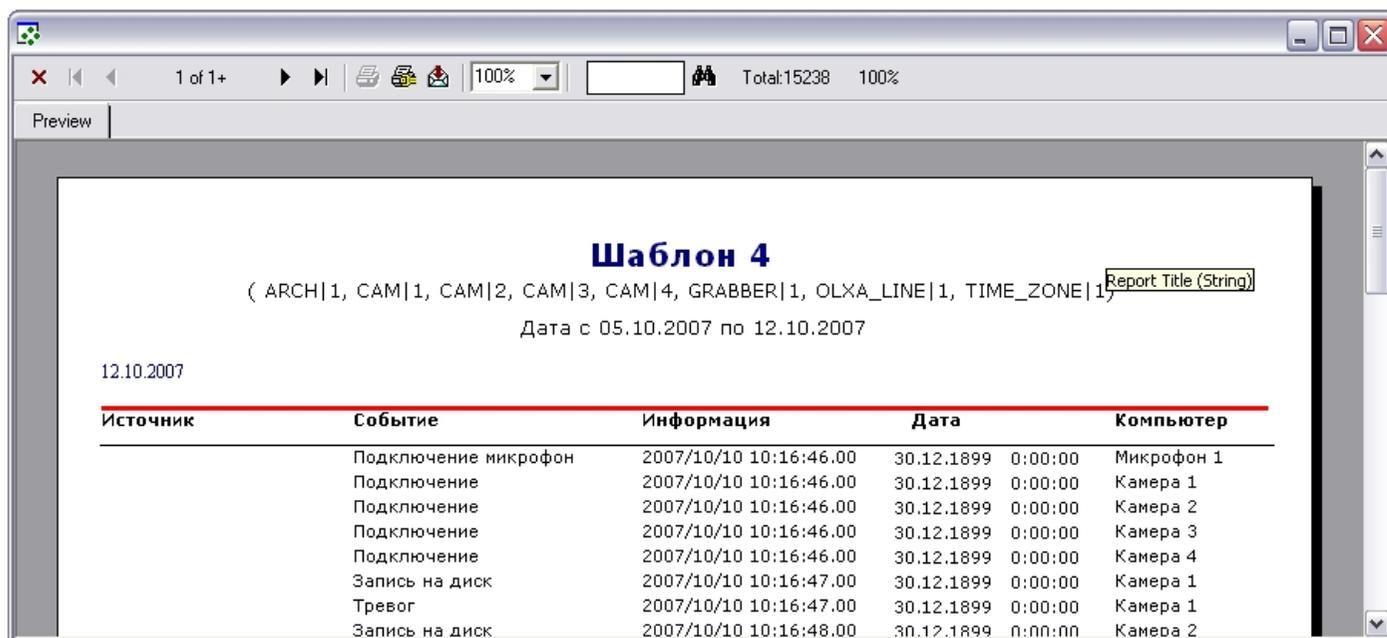 1 of 1+ 100% Total:15238 100%
Preview
Шаблон 4
( ARCH|1, CAM|1, CAM|2, CAM|3, CAM|4, GRABBER|1, OLXA_LINE|1, TIME_ZONE|1)
Report Title (String)
Дата с 05.10.2007 по 12.10.2007
12.10.2007
Источник Событие Информация Дата Компьютер
Подключение микрофон 2007/10/10 10:16:46.00 30.12.1899 0:00:00 Микрофон 1
Подключение 2007/10/10 10:16:46.00 30.12.1899 0:00:00 Камера 1
Подключение 2007/10/10 10:16:46.00 30.12.1899 0:00:00 Камера 2
Подключение 2007/10/10 10:16:46.00 30.12.1899 0:00:00 Камера 3
Подключение 2007/10/10 10:16:46.00 30.12.1899 0:00:00 Камера 4
Запись на диск 2007/10/10 10:16:47.00 30.12.1899 0:00:00 Камера 1
Тревог 2007/10/10 10:16:47.00 30.12.1899 0:00:00 Камера 1
Запись на диск 2007/10/10 10:16:48.00 30.12.1899 0:00:00 Камера 2